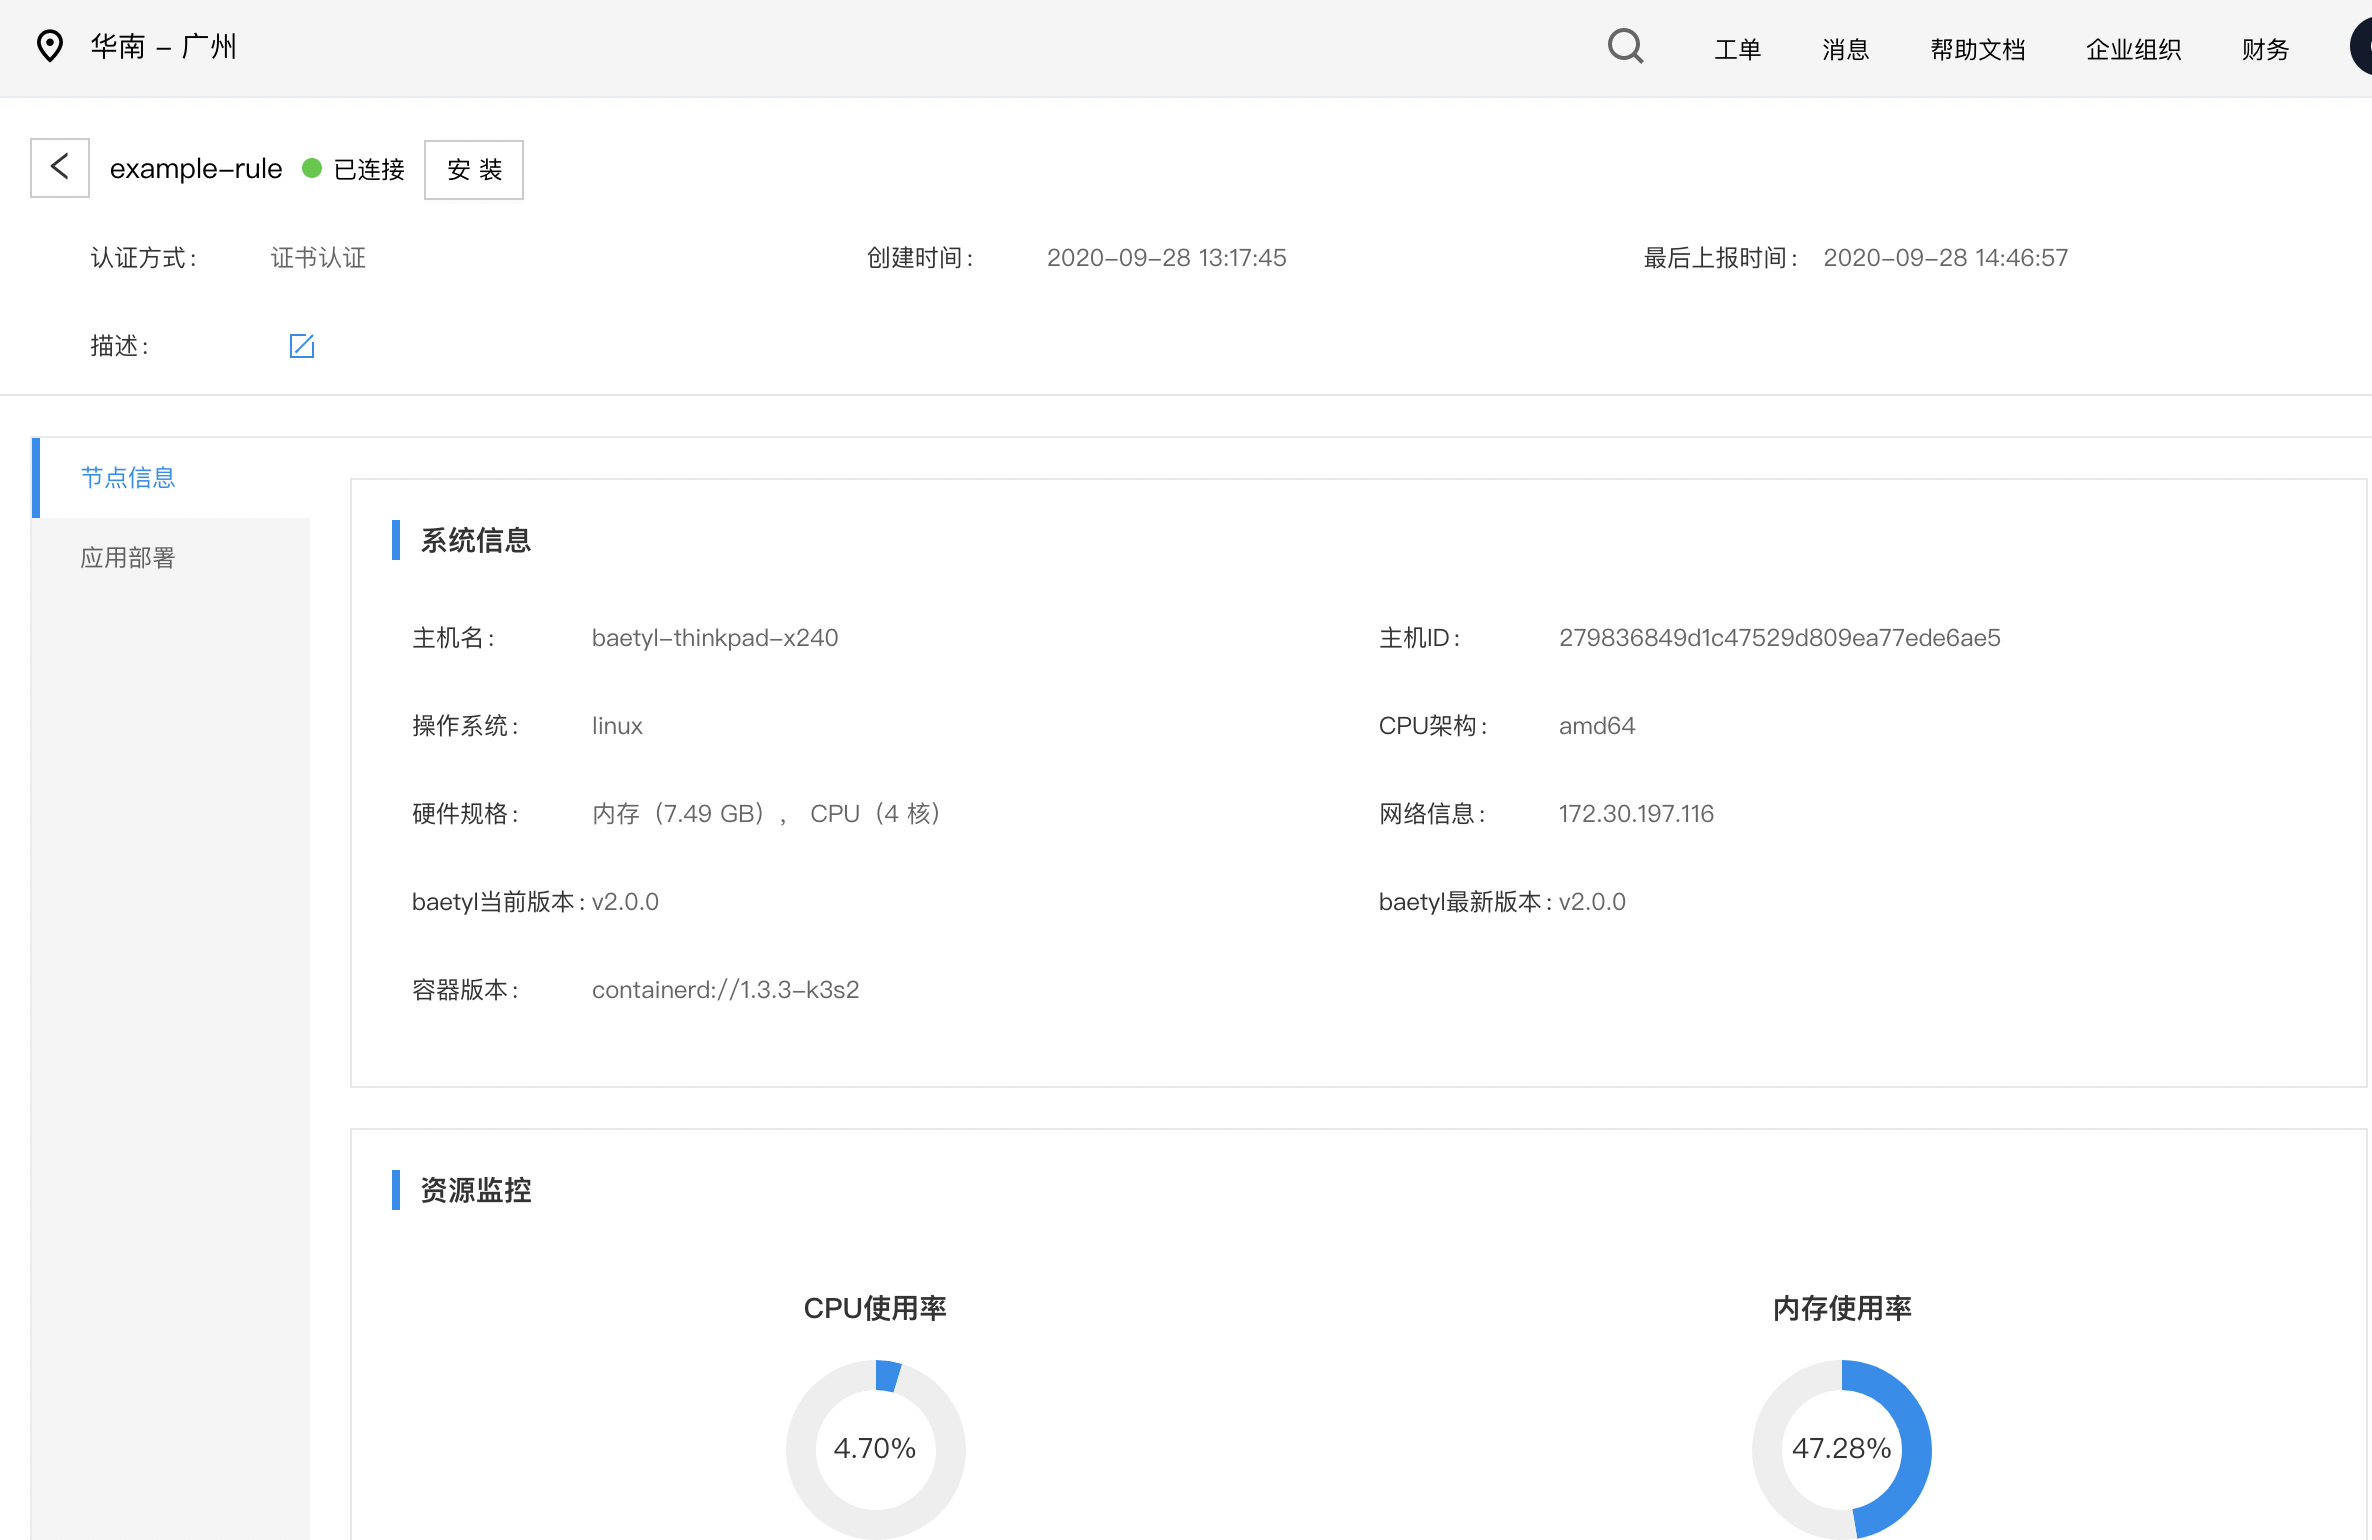 华南 – 广州
工单 消息 帮助文档 企业组织 财务
example-rule 已连接 安 装
认证方式: 证书认证 创建时间: 2020-09-28 13:17:45 最后上报时间: 2020-09-28 14:46:57
描述:
节点信息
应用部署
系统信息
主机名: baetyl-thinkpad-x240 主机ID: 279836849d1c47529d809ea77ede6ae5
操作系统: linux CPU架构: amd64
硬件规格: 内存（7.49 GB）， CPU（4 核） 网络信息: 172.30.197.116
baetyl当前版本: v2.0.0 baetyl最新版本: v2.0.0
容器版本: containerd://1.3.3-k3s2
资源监控
CPU使用率 内存使用率
4.70% 47.28%